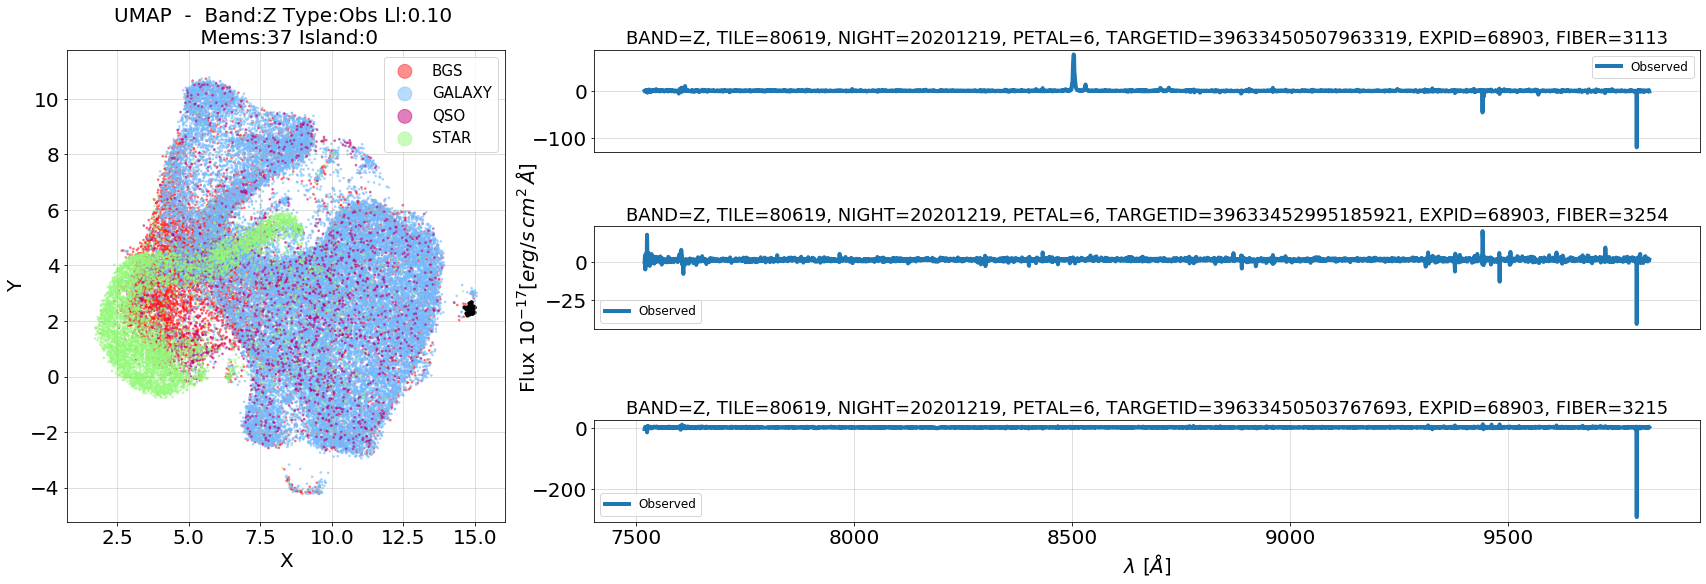 UMAP - Band:Z Type:Obs Ll:0.10
Mems:37 Island:0
BGS
GALAXY
QSO
STAR
10
8
6
4
2
0
−2
−4
Y
2.5 5.0 7.5 10.0 12.5 15.0
X
BAND=Z, TILE=80619, NIGHT=20201219, PETAL=6, TARGETID=39633450507963319, EXPID=68903, FIBER=3113
Observed
0
−100
BAND=Z, TILE=80619, NIGHT=20201219, PETAL=6, TARGETID=39633452995185921, EXPID=68903, FIBER=3254
0
−25
Observed
Flux 10⁻¹⁷[erg/s cm² Å]
BAND=Z, TILE=80619, NIGHT=20201219, PETAL=6, TARGETID=39633450503767693, EXPID=68903, FIBER=3215
0
−200
Observed
7500 8000 8500 9000 9500
λ [Å]